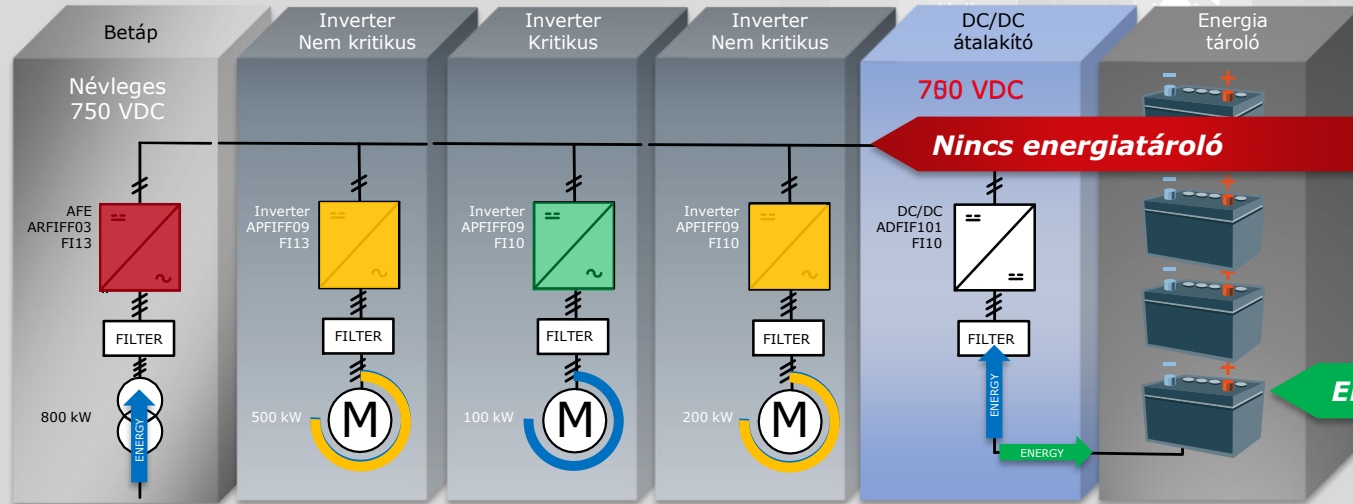 Betáp
Inverter
Nem kritikus
Inverter
Kritikus
Inverter
Nem kritikus
DC/DC
átalakító
Energia
tároló
Névleges
750 VDC
VDC
Nincs energiatároló
AFE
ARFIFF03
FI13
Inverter
APFIFF09
FI13
Inverter
APFIFF09
FI10
Inverter
APFIFF09
FI10
DC/DC
ADFIF101
FI10
FILTER
FILTER
FILTER
FILTER
FILTER
800 kW
ENERGY
500 kW
M
100 kW
M
200 kW
M
ENERGY
ENERGY